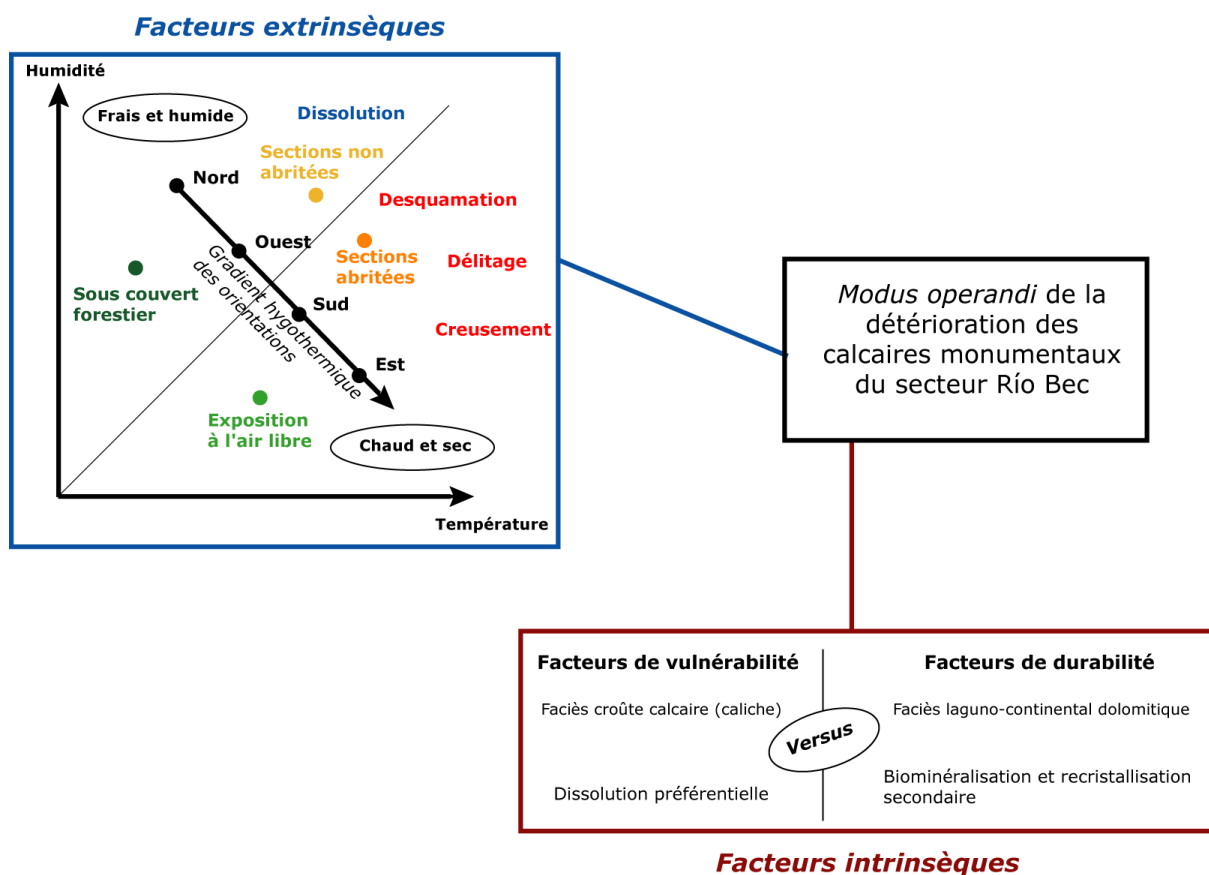 Facteurs extrinsèques
Humidité
Frais et humide
Dissolution
Sections non
abritées
Nord
Desquamation
Ouest
Sections
abritées
Délitage
Gradient hygothermique
des orientations
Sous couvert
forestier
Sud
Creusement
Est
Exposition
à l'air libre
Chaud et sec
Température
Modus operandi de la
détérioration des
calcaires monumentaux
du secteur Río Bec
Facteurs de vulnérabilité
Facteurs de durabilité
Faciès croûte calcaire (caliche)
Faciès laguno-continental dolomitique
Versus
Dissolution préférentielle
Biominéralisation et recristallisation
secondaire
Facteurs intrinsèques